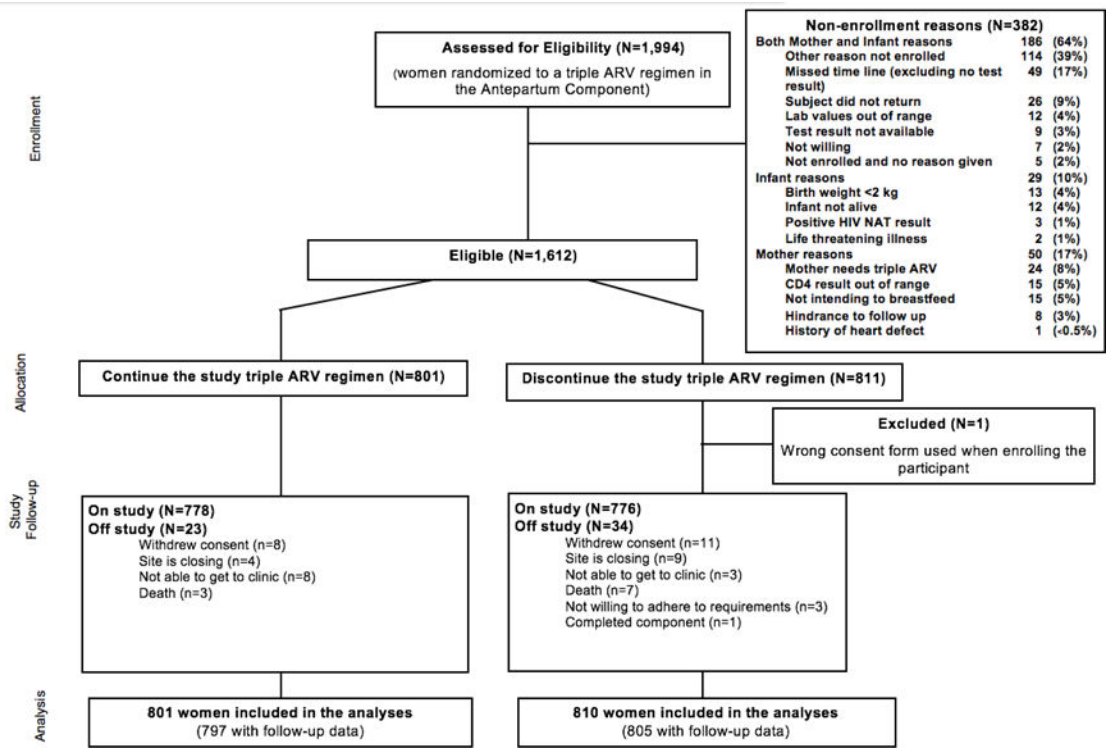 Enrollment
Assessed for Eligibility (N=1,994)
(women randomized to a triple ARV regimen in
the Antepartum Component)
Non-enrollment reasons (N=382)
Both Mother and Infant reasons 186 (64%)
Other reason not enrolled 114 (39%)
Missed time line (excluding no test 49 (17%)
result)
Subject did not return 26 (9%)
Lab values out of range 12 (4%)
Test result not available 9 (3%)
Not willing 7 (2%)
Not enrolled and no reason given 5 (2%)
Infant reasons 29 (10%)
Birth weight <2 kg 13 (4%)
Infant not alive 12 (4%)
Positive HIV NAT result 3 (1%)
Life threatening illness 2 (1%)
Mother reasons 50 (17%)
Mother needs triple ARV 24 (8%)
CD4 result out of range 15 (5%)
Not intending to breastfeed 15 (5%)
Hindrance to follow up 8 (3%)
History of heart defect 1 (<0.5%)
Eligible (N=1,612)
Allocation
Continue the study triple ARV regimen (N=801)
Discontinue the study triple ARV regimen (N=811)
Excluded (N=1)
Wrong consent form used when enrolling the
participant
Study
Follow-up
On study (N=778)
Off study (N=23)
Withdrew consent (n=8)
Site is closing (n=4)
Not able to get to clinic (n=8)
Death (n=3)
On study (N=776)
Off study (N=34)
Withdrew consent (n=11)
Site is closing (n=9)
Not able to get to clinic (n=3)
Death (n=7)
Not willing to adhere to requirements (n=3)
Completed component (n=1)
Analysis
801 women included in the analyses
(797 with follow-up data)
810 women included in the analyses
(805 with follow-up data)